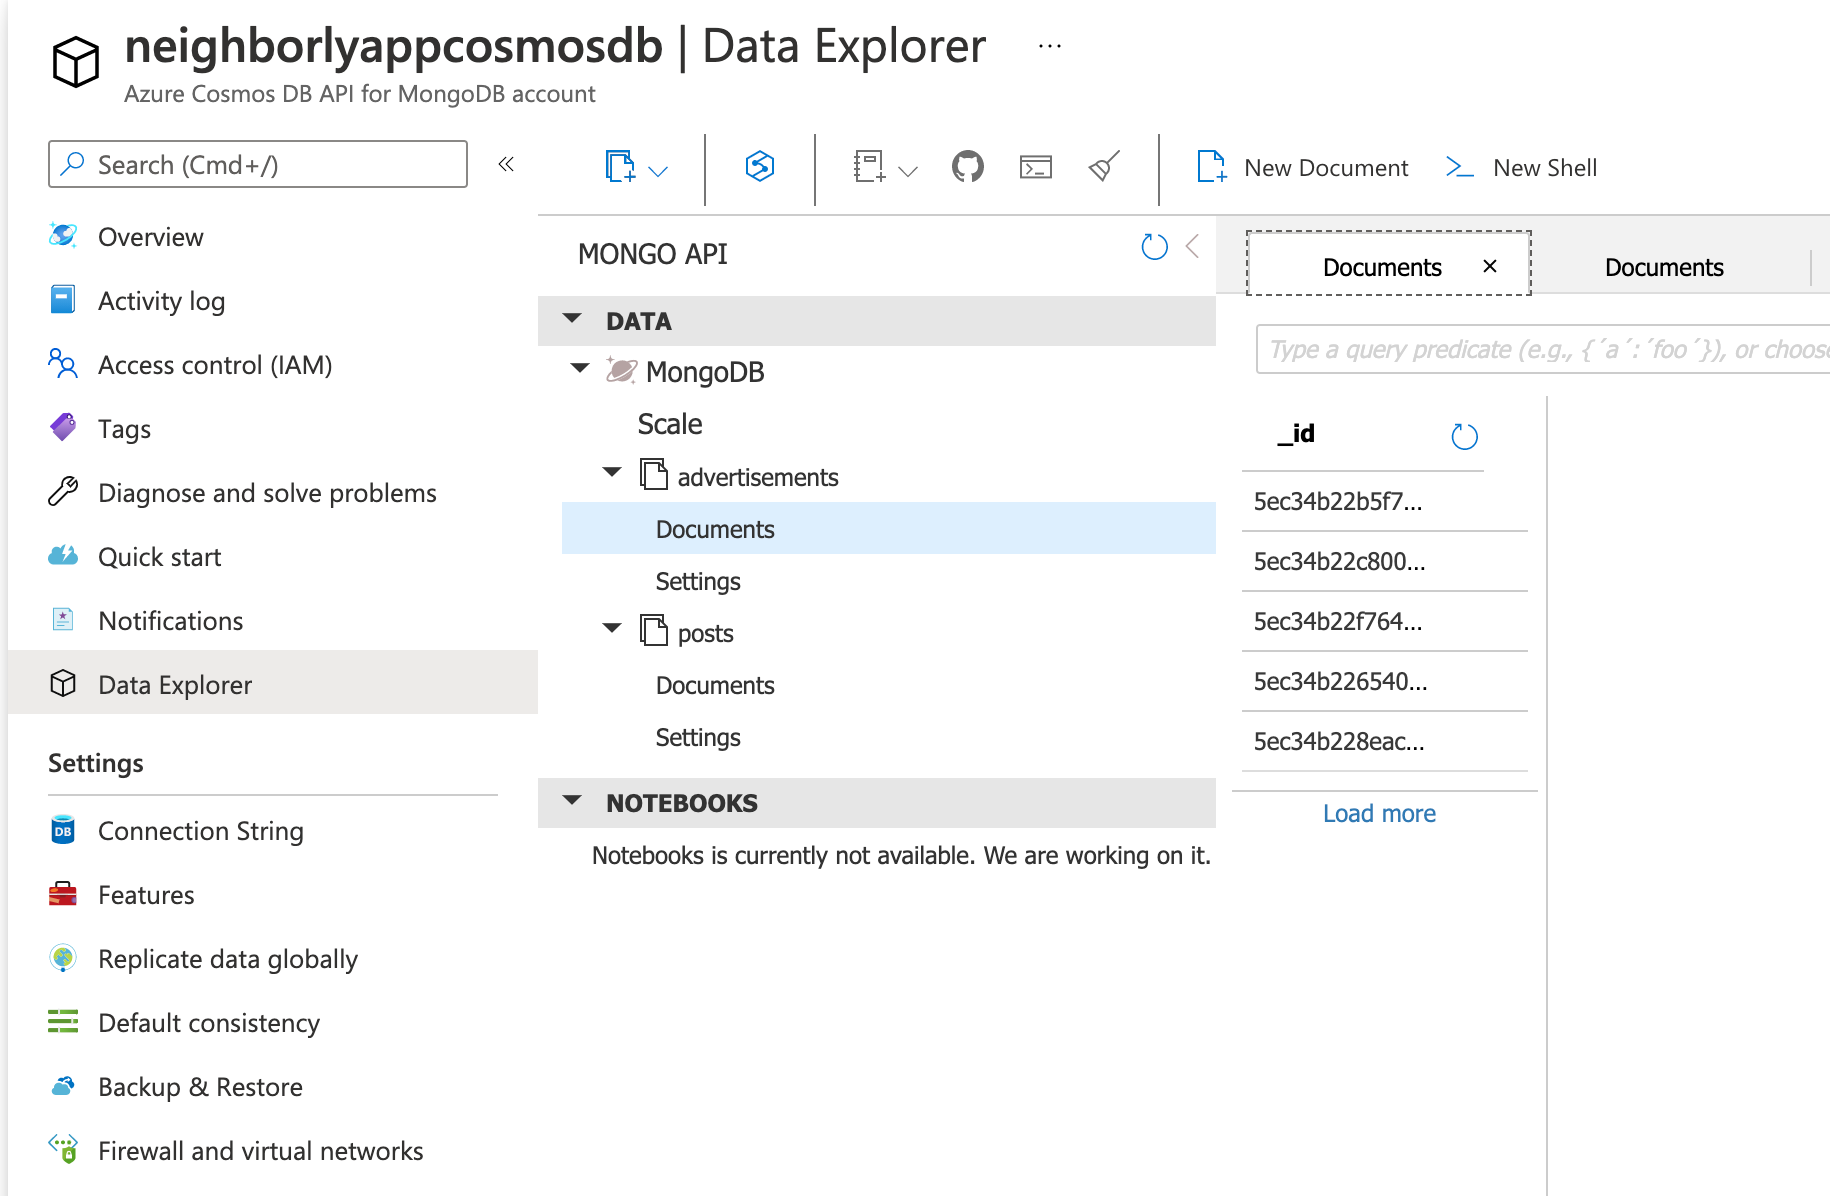 neighborlyappcosmosdb | Data Explorer ...
Azure Cosmos DB API for MongoDB account
Search (Cmd+/)
«
Overview
Activity log
Access control (IAM)
Tags
Diagnose and solve problems
Quick start
Notifications
Data Explorer
Settings
Connection String
Features
Replicate data globally
Default consistency
Backup & Restore
Firewall and virtual networks
New Document
New Shell
MONGO API
DATA
MongoDB
Scale
advertisements
Documents
Settings
posts
Documents
Settings
NOTEBOOKS
Notebooks is currently not available. We are working on it.
Documents ×
Documents
Type a query predicate (e.g., {´a´:´foo´}), or choose
_id
5ec34b22b5f7...
5ec34b22c800...
5ec34b22f764...
5ec34b226540...
5ec34b228eac...
Load more